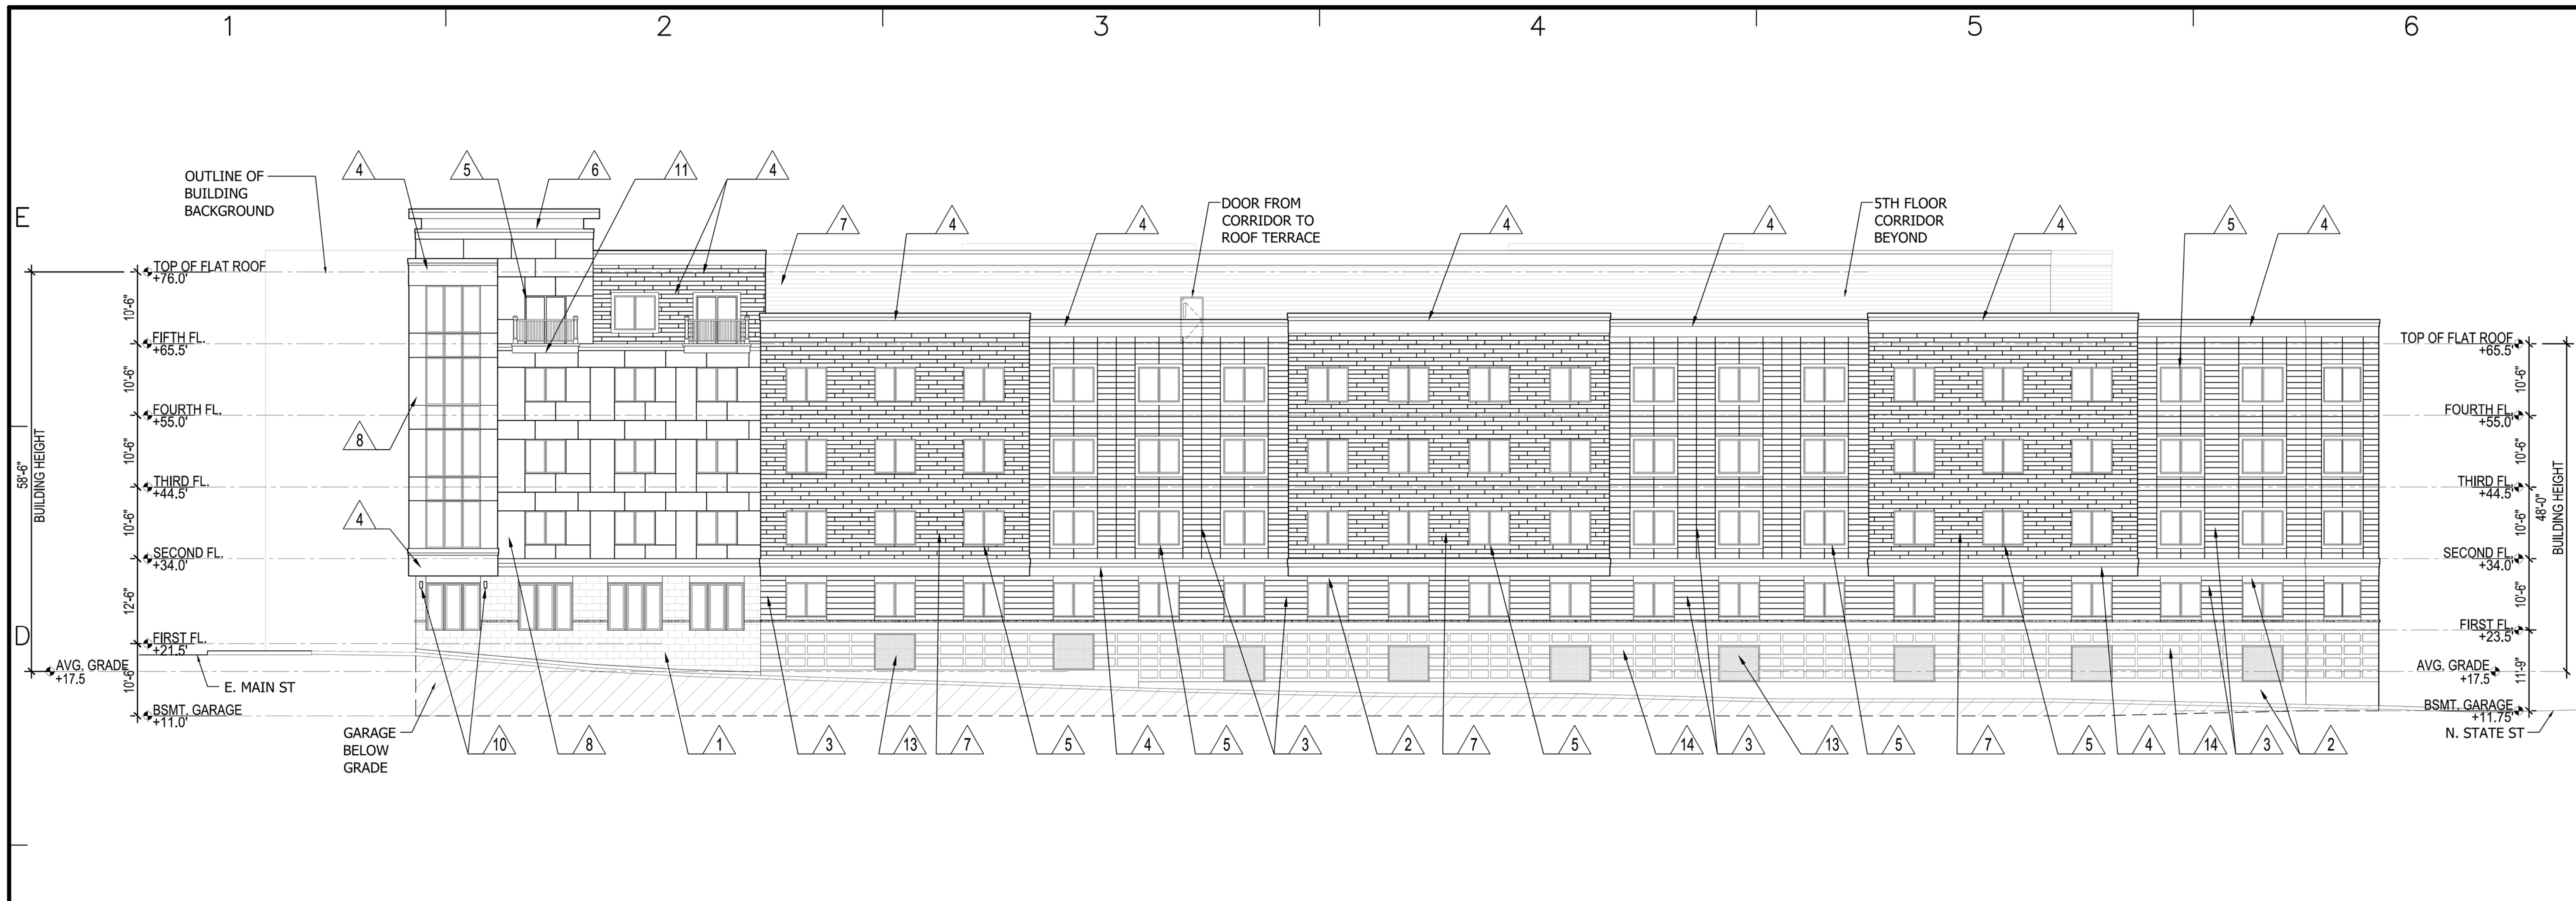 1 2 3 4 5 6
E
D
OUTLINE OF
BUILDING
BACKGROUND
4 5 6 11 4
7 4 4
DOOR FROM
CORRIDOR TO
ROOF TERRACE
4 4
5TH FLOOR
CORRIDOR
BEYOND
4 5 4
TOP OF FLAT ROOF
+76.0'
10'-6"
FIFTH FL.
+65.5'
10'-6"
FOURTH FL.
+55.0'
10'-6"
THIRD FL.
+44.5'
10'-6"
SECOND FL.
+34.0'
12'-6"
FIRST FL.
+21.5'
10'-6"
BSMT. GARAGE
+11.0'
58'-6"
BUILDING HEIGHT
AVG. GRADE
+17.5
E. MAIN ST
8
4
GARAGE
BELOW
GRADE
10 8 1 3 13 7 5 4 5 3 2 7 5 14 3 13 5 7 5 4 14 3 2
TOP OF FLAT ROOF
+65.5'
10'-6"
FOURTH FL.
+55.0'
10'-6"
THIRD FL.
+44.5'
10'-6"
SECOND FL.
+34.0'
10'-6"
FIRST FL.
+23.5'
11'-9"
AVG. GRADE
+17.5
BSMT. GARAGE
+11.75'
48'-0"
BUILDING HEIGHT
N. STATE ST